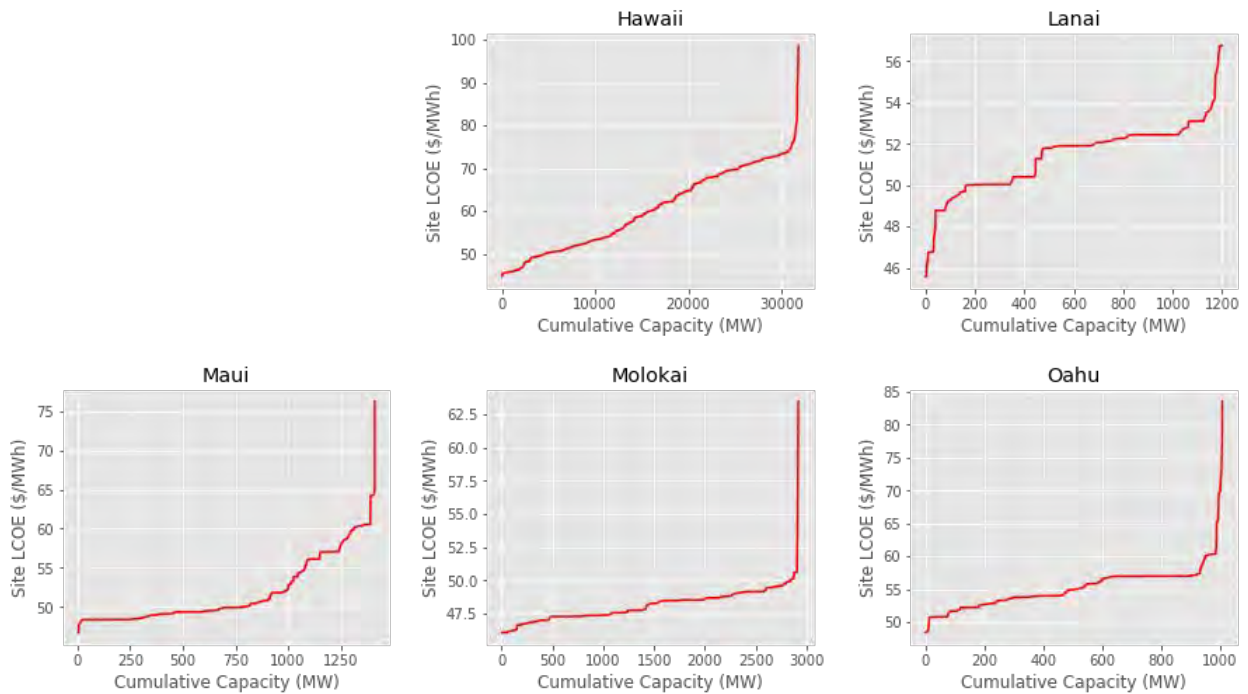 Hawaii
Site LCOE ($/MWh)
100
90
80
70
60
50
0 10000 20000 30000
Cumulative Capacity (MW)
Lanai
Site LCOE ($/MWh)
56
54
52
50
48
46
0 200 400 600 800 1000 1200
Cumulative Capacity (MW)
Maui
Site LCOE ($/MWh)
75
70
65
60
55
50
0 250 500 750 1000 1250
Cumulative Capacity (MW)
Molokai
Site LCOE ($/MWh)
62.5
60.0
57.5
55.0
52.5
50.0
47.5
0 500 1000 1500 2000 2500 3000
Cumulative Capacity (MW)
Oahu
Site LCOE ($/MWh)
85
80
75
70
65
60
55
50
0 200 400 600 800 1000
Cumulative Capacity (MW)